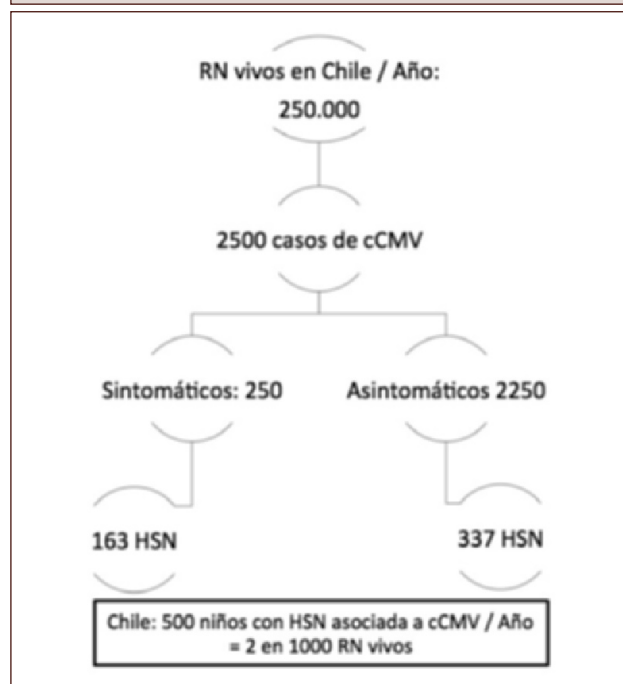 RN vivos en Chile / Año:
250.000
2500 casos de cCMV
Sintomáticos: 250
Asintomáticos 2250
163 HSN
337 HSN
Chile: 500 niños con HSN asociada a cCMV / Año
= 2 en 1000 RN vivos